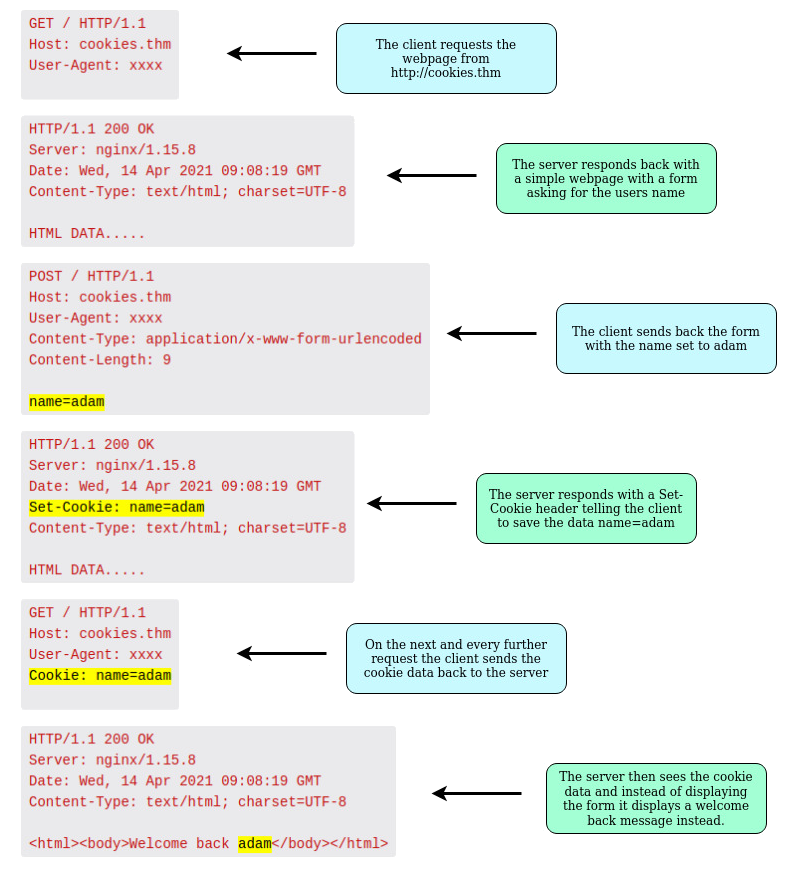 GET / HTTP/1.1
Host: cookies.thm
User-Agent: xxxx
The client requests the
webpage from
http://cookies.thm
HTTP/1.1 200 OK
Server: nginx/1.15.8
Date: Wed, 14 Apr 2021 09:08:19 GMT
Content-Type: text/html; charset=UTF-8
HTML DATA.....
The server responds back with
a simple webpage with a form
asking for the users name
POST / HTTP/1.1
Host: cookies.thm
User-Agent: xxxx
Content-Type: application/x-www-form-urlencoded
Content-Length: 9
name=adam
The client sends back the form
with the name set to adam
HTTP/1.1 200 OK
Server: nginx/1.15.8
Date: Wed, 14 Apr 2021 09:08:19 GMT
Set-Cookie: name=adam
Content-Type: text/html; charset=UTF-8
HTML DATA.....
The server responds with a Set-
Cookie header telling the client
to save the data name=adam
GET / HTTP/1.1
Host: cookies.thm
User-Agent: xxxx
Cookie: name=adam
On the next and every further
request the client sends the
cookie data back to the server
HTTP/1.1 200 OK
Server: nginx/1.15.8
Date: Wed, 14 Apr 2021 09:08:19 GMT
Content-Type: text/html; charset=UTF-8
<html><body>Welcome back adam</body></html>
The server then sees the cookie
data and instead of displaying
the form it displays a welcome
back message instead.